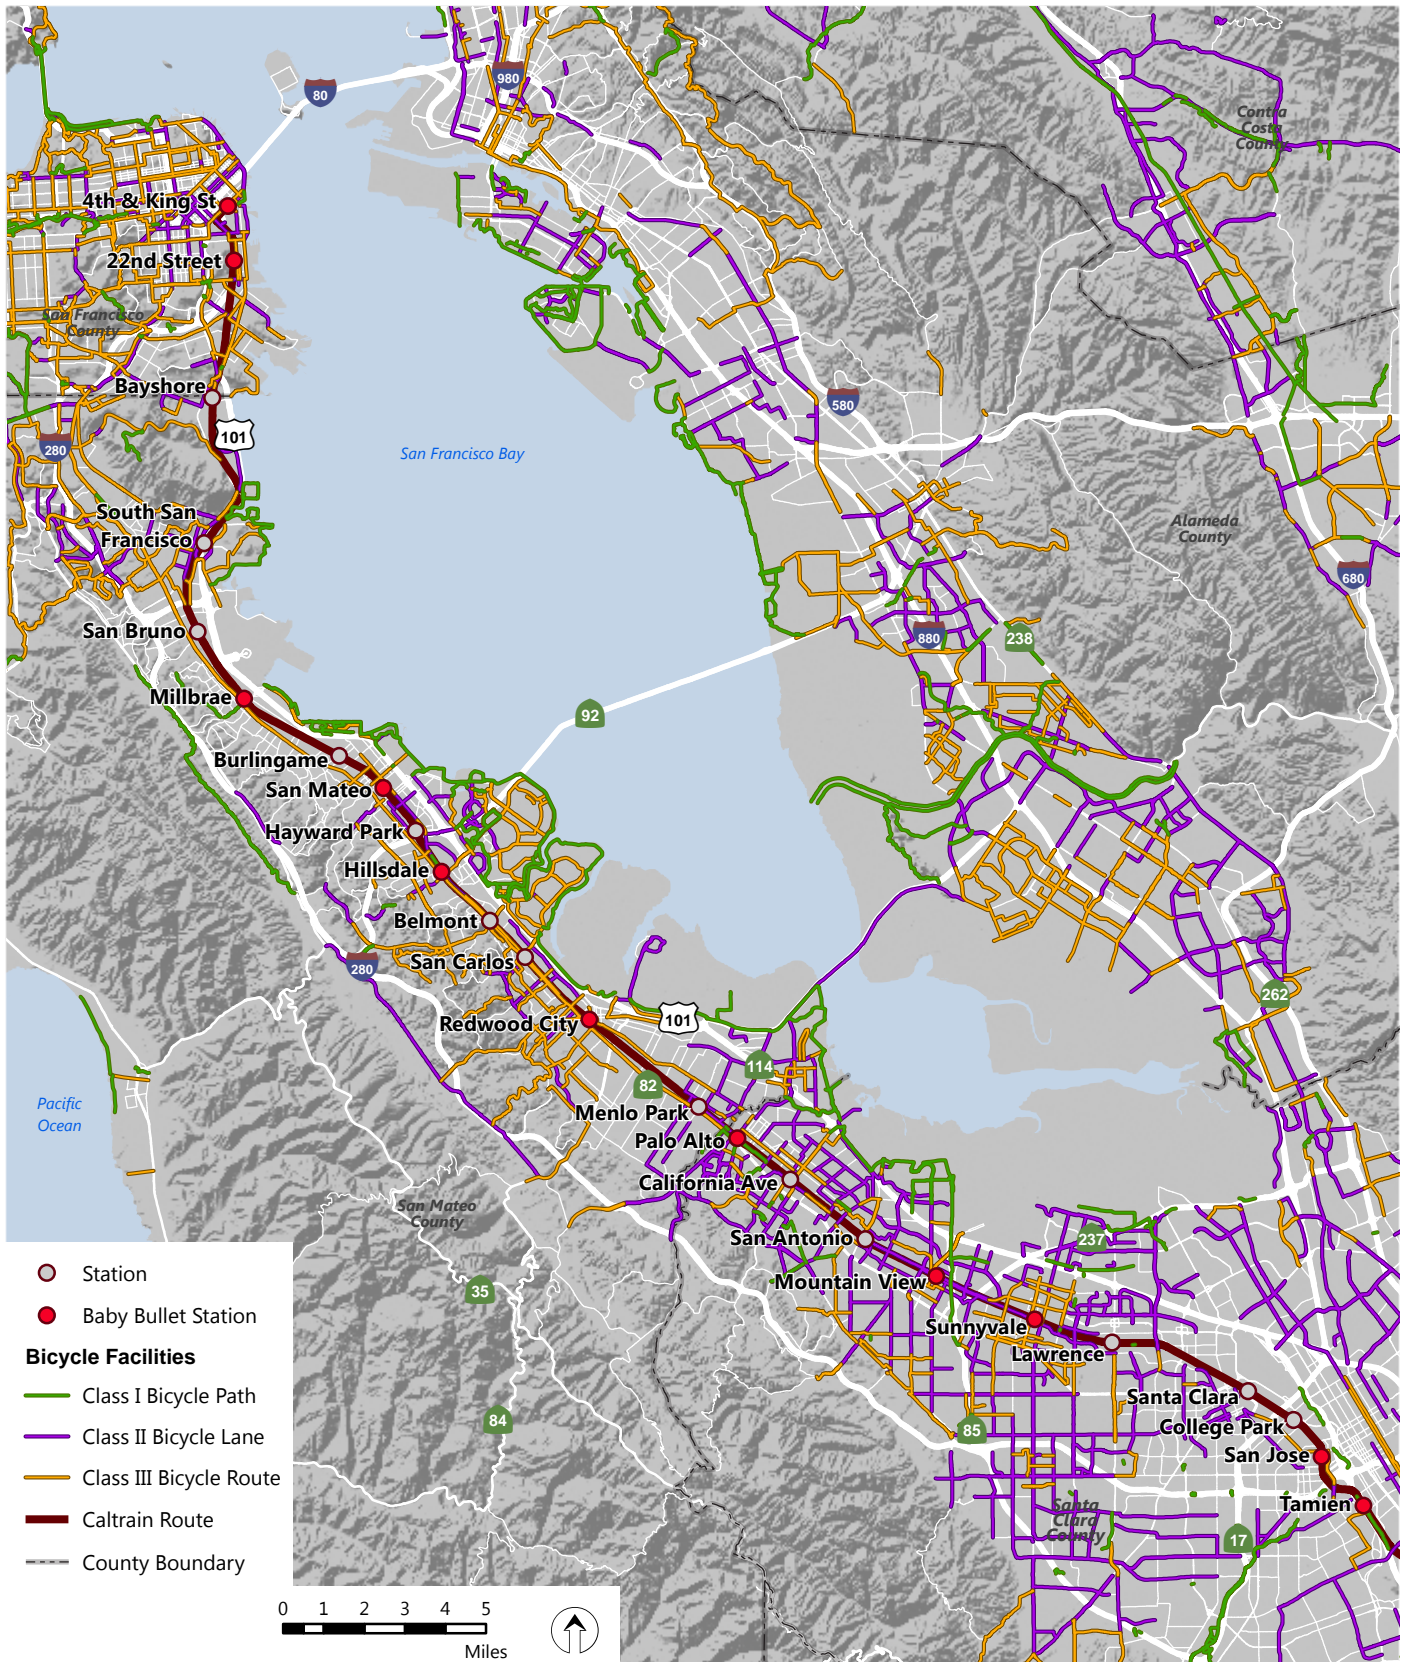 980
80
Contra
Costa
County
4th & King St
22nd Street
San Francisco
County
Bayshore
580
101
280
San Francisco Bay
South San
Francisco
Alameda
County
680
San Bruno
880
238
Millbrae
92
Burlingame
San Mateo
Hayward Park
Hillsdale
Belmont
San Carlos
280
262
Redwood City
101
114
82
Pacific
Ocean
Menlo Park
Palo Alto
California Ave
San Mateo
County
San Antonio
237
Mountain View
35
Sunnyvale
Lawrence
Santa Clara
College Park
84
85
San Jose
Tamien
Santa
Clara
County
17
Station
Baby Bullet Station
Bicycle Facilities
Class I Bicycle Path
Class II Bicycle Lane
Class III Bicycle Route
Caltrain Route
County Boundary
0 1 2 3 4 5
Miles